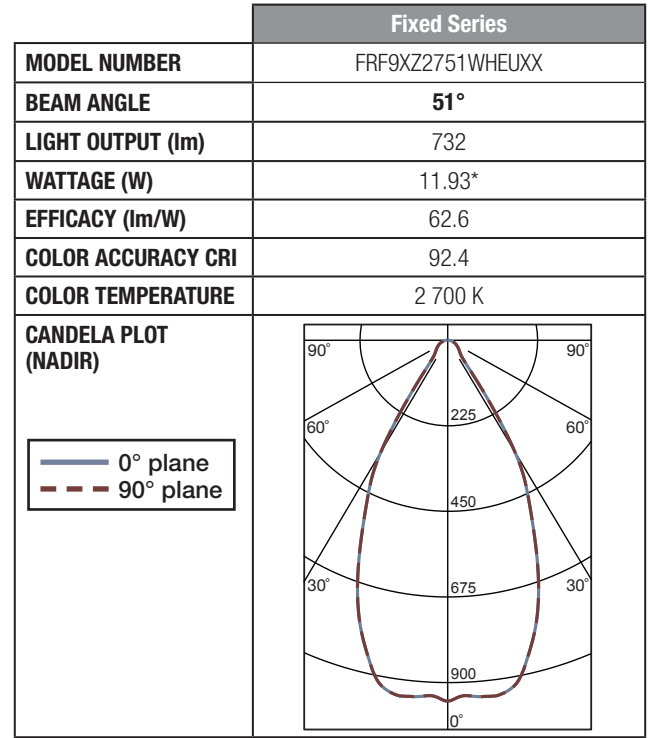 Fixed Series
MODEL NUMBER FRF9XZ2751WHEUXX
BEAM ANGLE 51°
LIGHT OUTPUT (lm) 732
WATTAGE (W) 11.93*
EFFICACY (lm/W) 62.6
COLOR ACCURACY CRI 92.4
COLOR TEMPERATURE 2 700 K
CANDELA PLOT
(NADIR)
0° plane
90° plane
90° 90°
225
60° 60°
450
30° 675 30°
900
0°